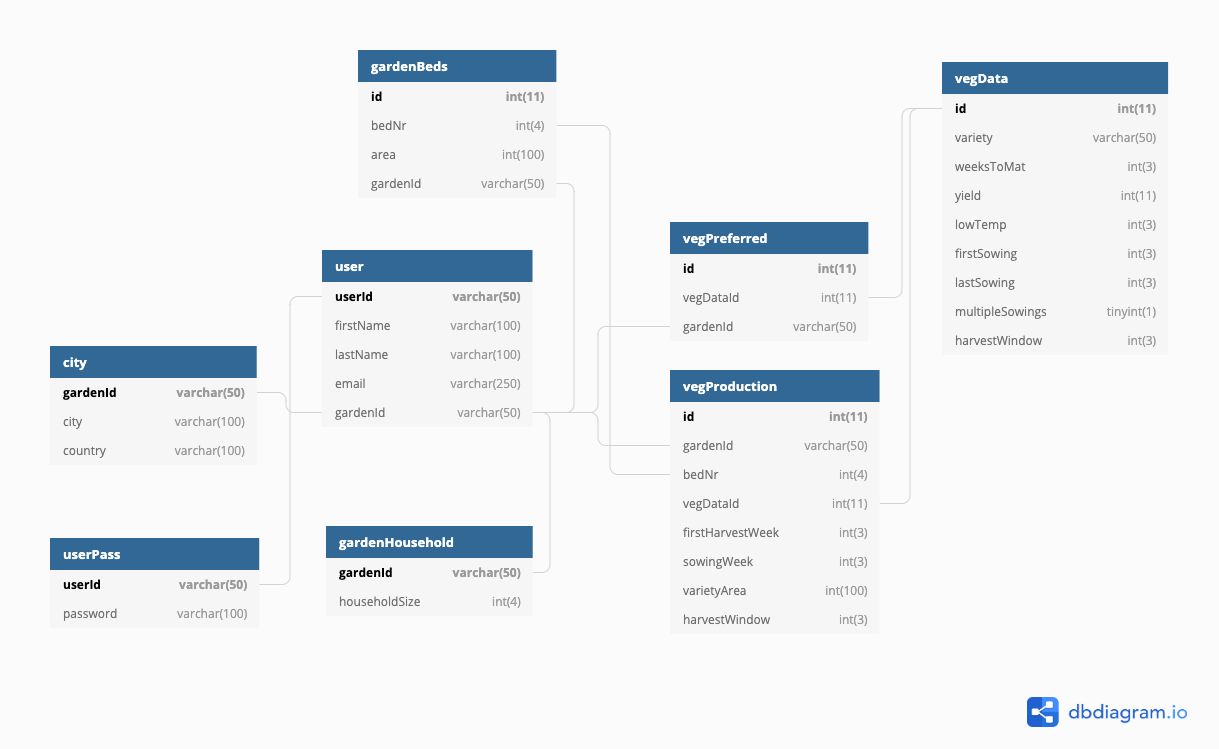 gardenBeds
id int(11)
bedNr int(4)
area int(100)
gardenId varchar(50)
vegData
id int(11)
variety varchar(50)
weeksToMat int(3)
yield int(11)
lowTemp int(3)
firstSowing int(3)
lastSowing int(3)
multipleSowings tinyint(1)
harvestWindow int(3)
user
userId varchar(50)
firstName varchar(100)
lastName varchar(100)
email varchar(250)
gardenId varchar(50)
vegPreferred
id int(11)
vegDataId int(11)
gardenId varchar(50)
city
gardenId varchar(50)
city varchar(100)
country varchar(100)
vegProduction
id int(11)
gardenId varchar(50)
bedNr int(4)
vegDataId int(11)
firstHarvestWeek int(3)
sowingWeek int(3)
varietyArea int(100)
harvestWindow int(3)
userPass
userId varchar(50)
password varchar(100)
gardenHousehold
gardenId varchar(50)
householdSize int(4)
dbdiagram.io